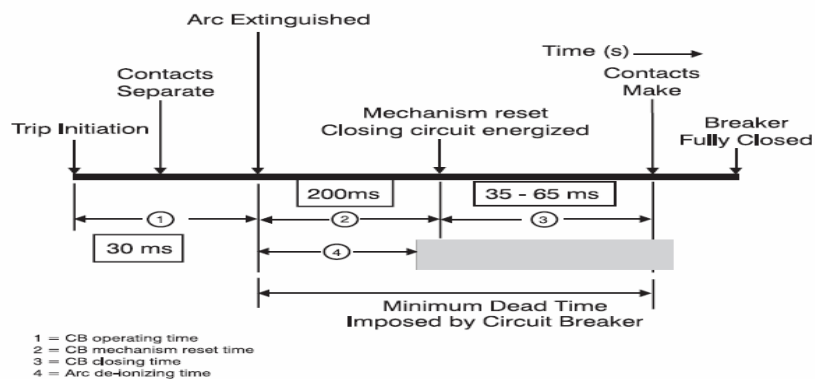 Arc Extinguished
Time (s)
Contacts
Separate
Contacts
Make
Trip Initiation
Mechanism reset
Closing circuit energized
Breaker
Fully Closed
200ms
35 - 65 ms
1
2
3
30 ms
4
Minimum Dead Time
Imposed by Circuit Breaker
1 = CB operating time
2 = CB mechanism reset time
3 = CB closing time
4 = Arc de-ionizing time